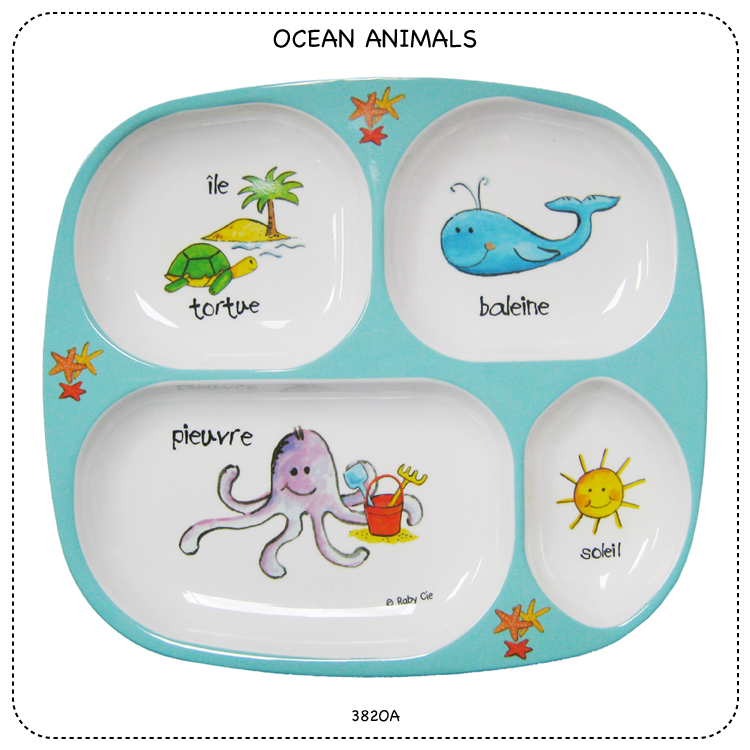 OCEAN ANIMALS
île
tortue
baleine
pieuvre
soleil
© Baby Cie
3820A